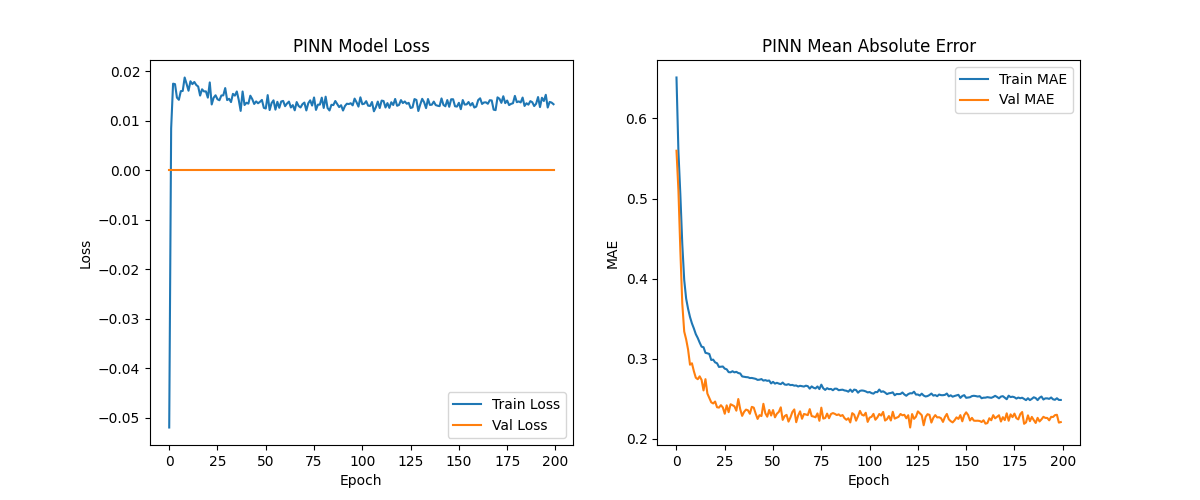 PINN Model Loss
0.02
0.01
0.00
−0.01
−0.02
−0.03
−0.04
−0.05
Loss
0 25 50 75 100 125 150 175 200
Epoch
Train Loss
Val Loss
PINN Mean Absolute Error
0.6
0.5
0.4
0.3
0.2
MAE
0 25 50 75 100 125 150 175 200
Epoch
Train MAE
Val MAE